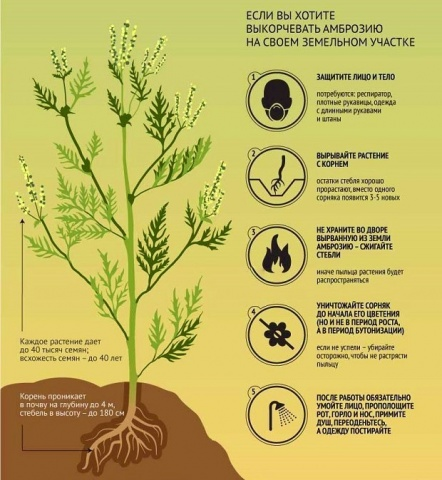 ЕСЛИ ВЫ ХОТИТЕ
ВЫКОРЧЕВАТЬ АМБРОЗИЮ
НА СВОЕМ ЗЕМЕЛЬНОМ УЧАСТКЕ
1
ЗАЩИТИТЕ ЛИЦО И ТЕЛО
потребуются: респиратор,
плотные рукавицы, одежда
с длинными рукавами
и штаны
2
ВЫРЫВАЙТЕ РАСТЕНИЕ
С КОРНЕМ
остатки стебля хорошо
прорастают, вместо одного
сорняка появится 3-5 новых
3
НЕ ХРАНИТЕ ВО ДВОРЕ
ВЫРВАННУЮ ИЗ ЗЕМЛИ
АМБРОЗИЮ – СЖИГАЙТЕ
СТЕБЛИ
иначе пыльца растения будет
распространяться
4
УНИЧТОЖАЙТЕ СОРНЯК
ДО НАЧАЛА ЕГО ЦВЕТЕНИЯ
(НО И НЕ В ПЕРИОД РОСТА,
А В ПЕРИОД БУТОНИЗАЦИИ)
если не успели – убирайте
осторожно, чтобы не растрясти
пыльцу
5
ПОСЛЕ РАБОТЫ ОБЯЗАТЕЛЬНО
УМОЙТЕ ЛИЦО, ПРОПОЛОЩИТЕ
РОТ, ГОРЛО И НОС, ПРИМИТЕ
ДУШ, ПЕРЕОДЕНЬТЕСЬ,
А ОДЕЖДУ ПОСТИРАЙТЕ
Каждое растение дает
до 40 тысяч семян;
всхожесть семян – до 40 лет
Корень проникает
в почву на глубину до 4 м,
стебель в высоту – до 180 см